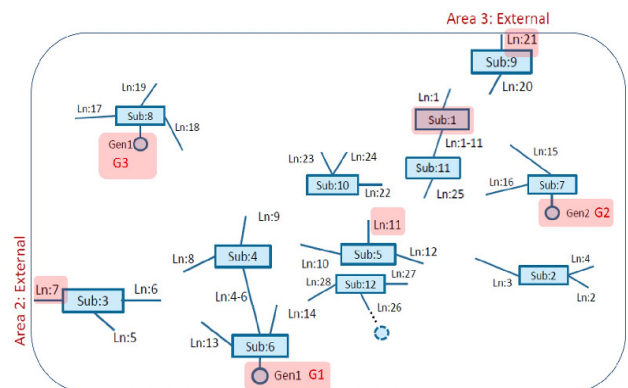 Area 3: External
Ln:21
Sub:9
Ln:20
Ln:19
Ln:17
Sub:8
Ln:18
Gen1
G3
Ln:1
Sub:1
Ln:1-11
Sub:11
Ln:25
Ln:23
Ln:24
Sub:10
Ln:22
Ln:15
Ln:16
Sub:7
Gen2 G2
Ln:9
Ln:8
Sub:4
Ln:4-6
Ln:11
Ln:10
Sub:5
Ln:12
Ln:28
Sub:12
Ln:27
Ln:26
Ln:4
Ln:3
Sub:2
Ln:2
Area 2: External
Ln:7
Sub:3
Ln:6
Ln:5
Ln:13
Ln:14
Sub:6
Gen1 G1